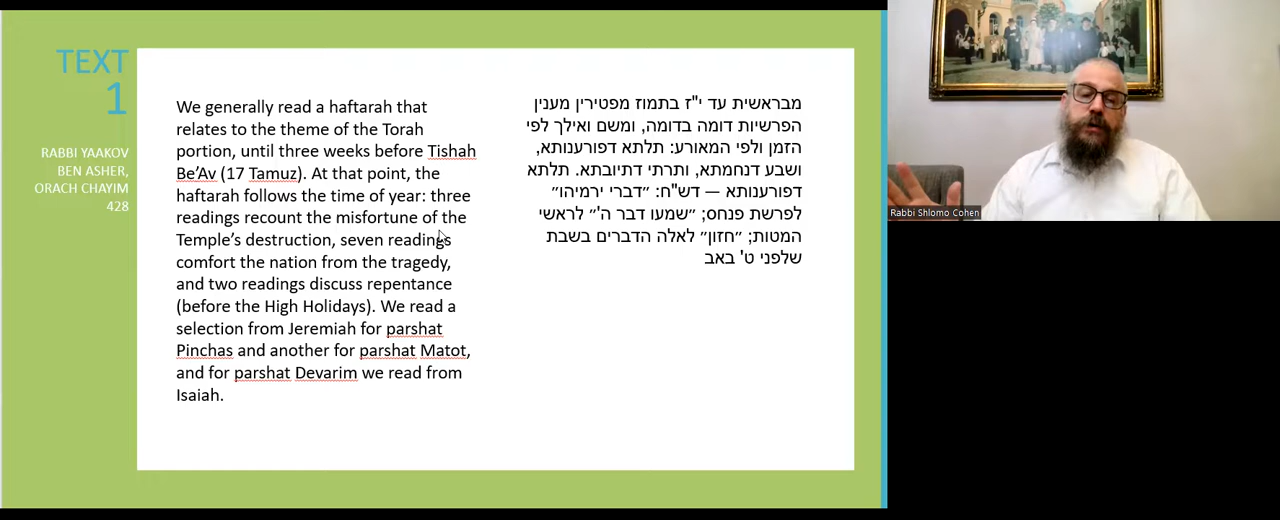 TEXT
1
RABBI YAAKOV
BEN ASHER,
ORACH CHAYIM
428
We generally read a haftarah that
relates to the theme of the Torah
portion, until three weeks before Tishah
Be’Av (17 Tamuz). At that point, the
haftarah follows the time of year: three
readings recount the misfortune of the
Temple’s destruction, seven readings
comfort the nation from the tragedy,
and two readings discuss repentance
(before the High Holidays). We read a
selection from Jeremiah for parshat
Pinchas and another for parshat Matot,
and for parshat Devarim we read from
Isaiah.
מבראשית עד י"ז בתמוז מפטירין מענין
הפרשיות דומה בדומה, ומשם ואילך לפי
הזמן ולפי המאורע: תלתא דפורענותא,
ושבע דנחמתא, ותרתי דתיובתא. תלתא
דפורענותא — דש"ח: ״דברי ירמיהו״
לפרשת פנחס; ״שמעו דבר ה'״ לראשי
המטות; ״חזון״ לאלה הדברים בשבת
שלפני ט' באב
Rabbi Shlomo Cohen